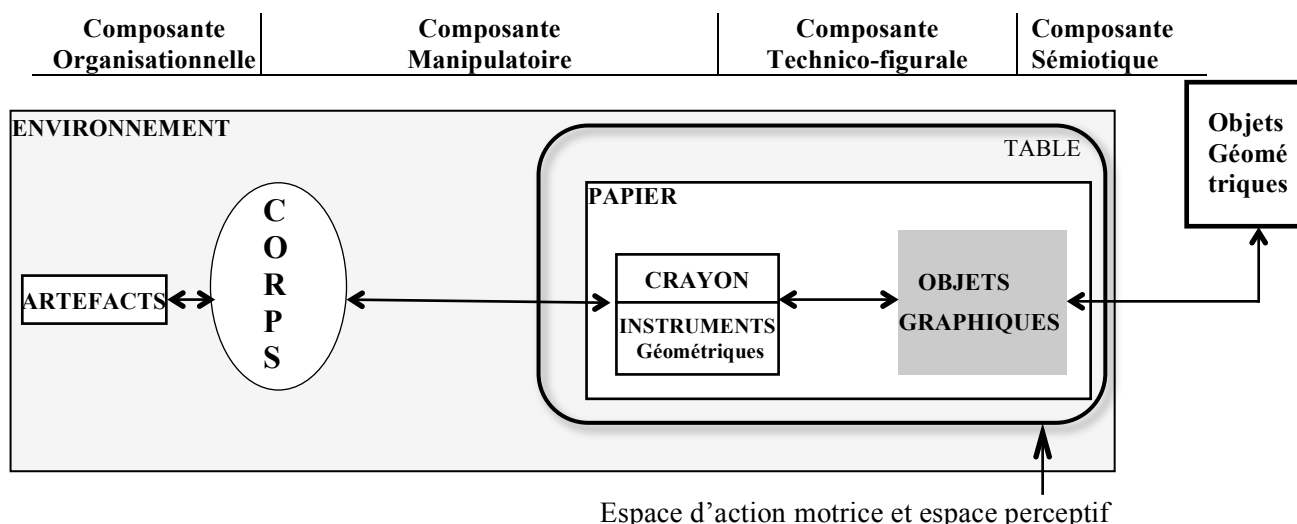 Composante
Organisationnelle
Composante
Manipulatoire
Composante
Technico-figurale
Composante
Sémiotique
Objets
Géomé
triques
ENVIRONNEMENT
TABLE
PAPIER
C
O
R
P
S
ARTEFACTS
CRAYON
INSTRUMENTS
Géométriques
OBJETS
GRAPHIQUES
Espace d’action motrice et espace perceptif